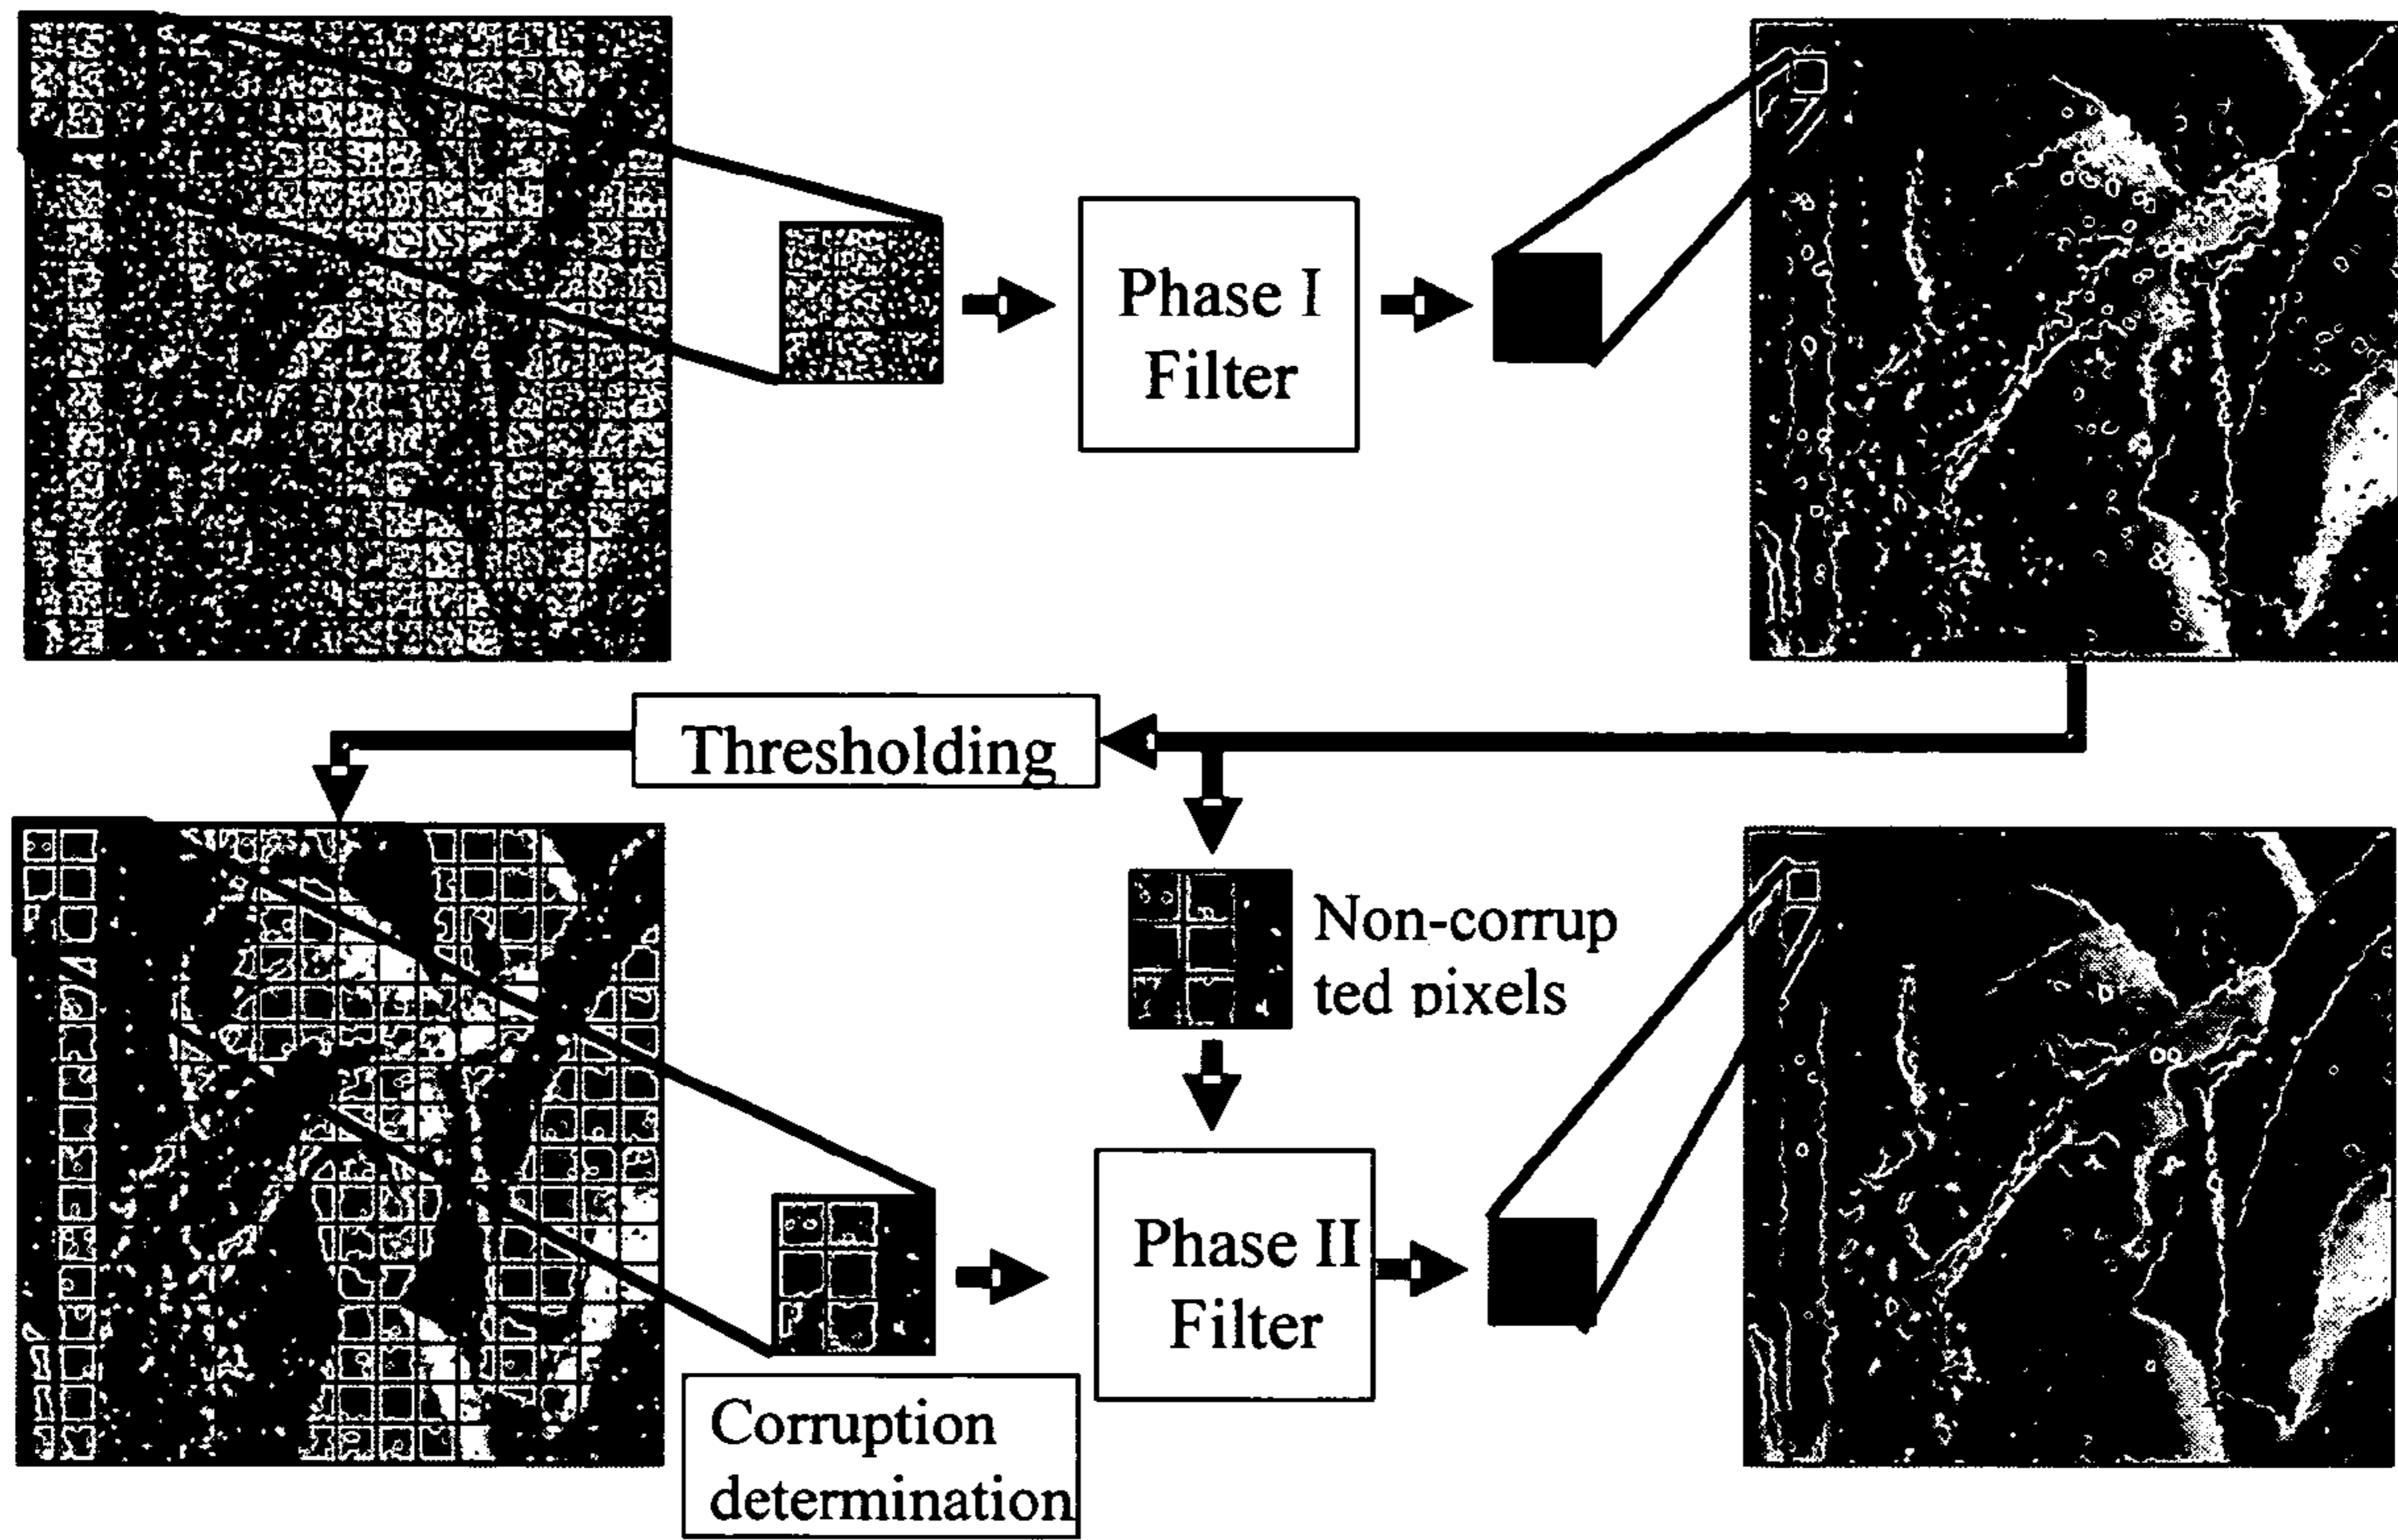 Phase I
Filter
Thresholding
Non-corrup
ted pixels
Phase II
Filter
Corruption
determination